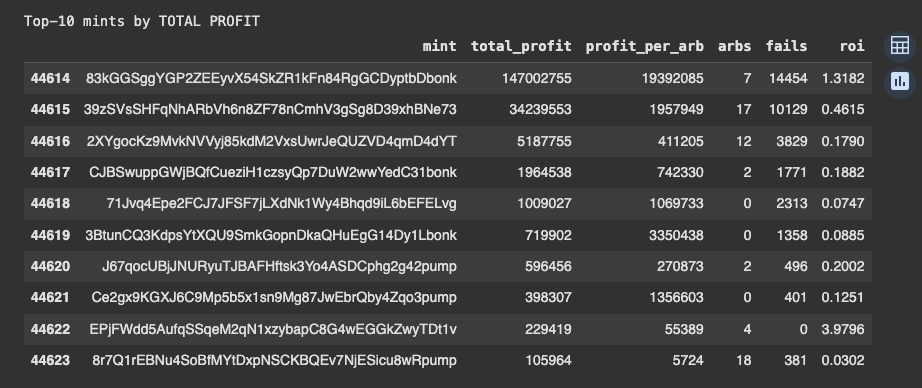 Top-10 mints by TOTAL PROFIT
mint total_profit profit_per_arb arbs fails roi
44614 83kGGSggYGP2ZEEyvX54SkZR1kFn84RgGCDyptbDbonk 147002755 19392085 7 14454 1.3182
44615 39zSVsSHFqNhARbVh6n8ZF78nCmhV3gSg8D39xhBNe73 34239553 1957949 17 10129 0.4615
44616 2XYgocKz9MvkNVVyj85kdM2VxsUwrJeQUZVD4qmD4dYT 5187755 411205 12 3829 0.1790
44617 CJBSwuppGWjBQfCueziH1czsyQp7DuW2wwYedC31bonk 1964538 742330 2 1771 0.1882
44618 71Jvq4Epe2FCJ7JFSF7jLXdNk1Wy4Bhqd9iL6bEFELvg 1009027 1069733 0 2313 0.0747
44619 3BtunCQ3KdpsYtXQU9SmkGopnDkaQHuEgG14Dy1Lbonk 719902 3350438 0 1358 0.0885
44620 J67qocUBjJNURyuTJBAFHftsk3Yo4ASDCphg2g42pump 596456 270873 2 496 0.2002
44621 Ce2gx9KGXJ6C9Mp5b5x1sn9Mg87JwEbrQby4Zqo3pump 398307 1356603 0 401 0.1251
44622 EPjFWdd5AufqSSqeM2qN1xzybapC8G4wEGGkZwyTDt1v 229419 55389 4 0 3.9796
44623 8r7Q1rEBNu4SoBfMYtDxpNSCKBQEv7NjESicu8wRpump 105964 5724 18 381 0.0302